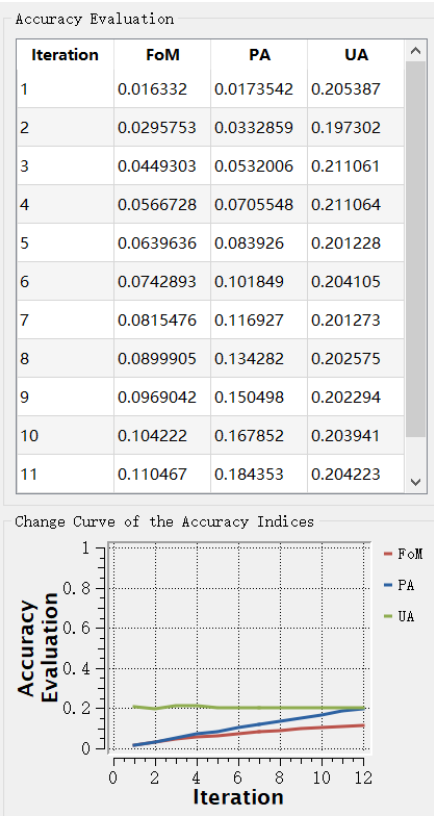 Accuracy Evaluation
Iteration FoM PA UA
1 0.016332 0.0173542 0.205387
2 0.0295753 0.0332859 0.197302
3 0.0449303 0.0532006 0.211061
4 0.0566728 0.0705548 0.211064
5 0.0639636 0.083926 0.201228
6 0.0742893 0.101849 0.204105
7 0.0815476 0.116927 0.201273
8 0.0899905 0.134282 0.202575
9 0.0969042 0.150498 0.202294
10 0.104222 0.167852 0.203941
11 0.110467 0.184353 0.204223
Change Curve of the Accuracy Indices
1
0.8
0.6
0.4
0.2
0
Accuracy
Evaluation
0 2 4 6 8 10 12
Iteration
FoM
PA
UA